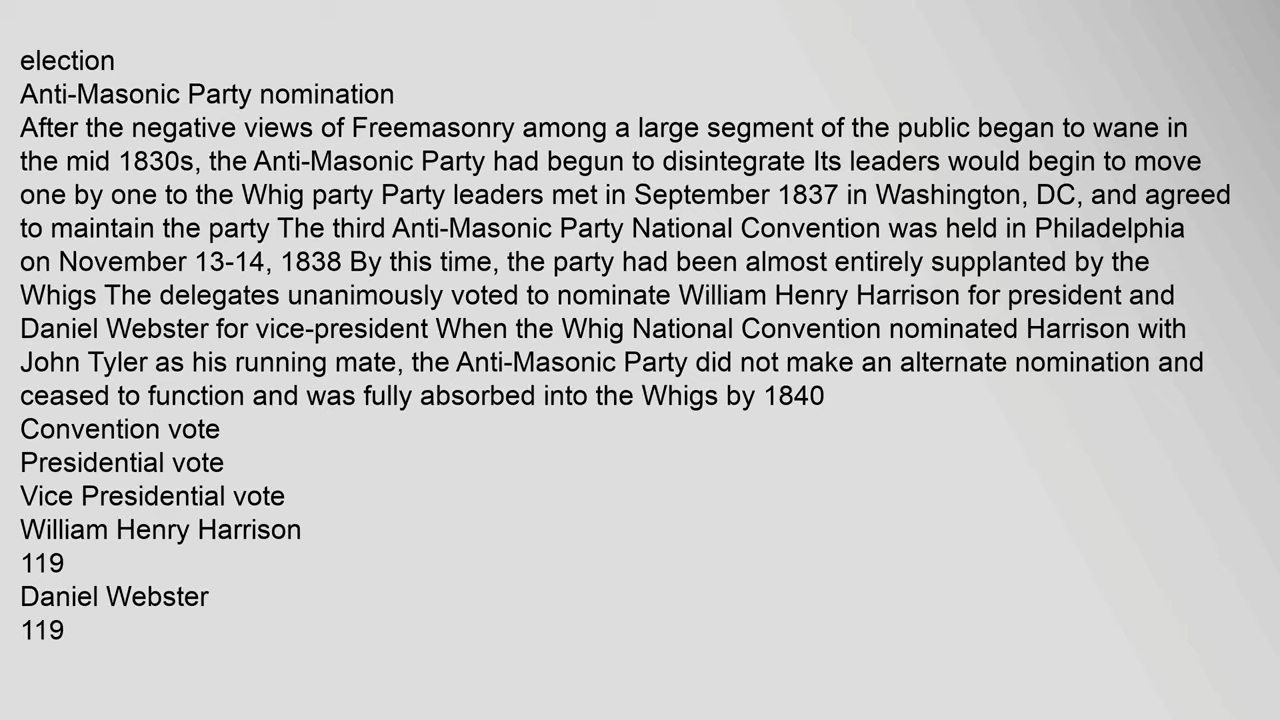 election
Anti-Masonic Party nomination
After the negative views of Freemasonry among a large segment of the public began to wane in
the mid 1830s, the Anti-Masonic Party had begun to disintegrate Its leaders would begin to move
one by one to the Whig party Party leaders met in September 1837 in Washington, DC, and agreed
to maintain the party The third Anti-Masonic Party National Convention was held in Philadelphia
on November 13-14, 1838 By this time, the party had been almost entirely supplanted by the
Whigs The delegates unanimously voted to nominate William Henry Harrison for president and
Daniel Webster for vice-president When the Whig National Convention nominated Harrison with
John Tyler as his running mate, the Anti-Masonic Party did not make an alternate nomination and
ceased to function and was fully absorbed into the Whigs by 1840
Convention vote
Presidential vote
Vice Presidential vote
William Henry Harrison
119
Daniel Webster
119